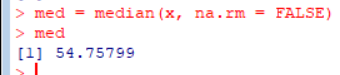 > med = median(x, na.rm = FALSE)
> med
[1] 54.75799
>